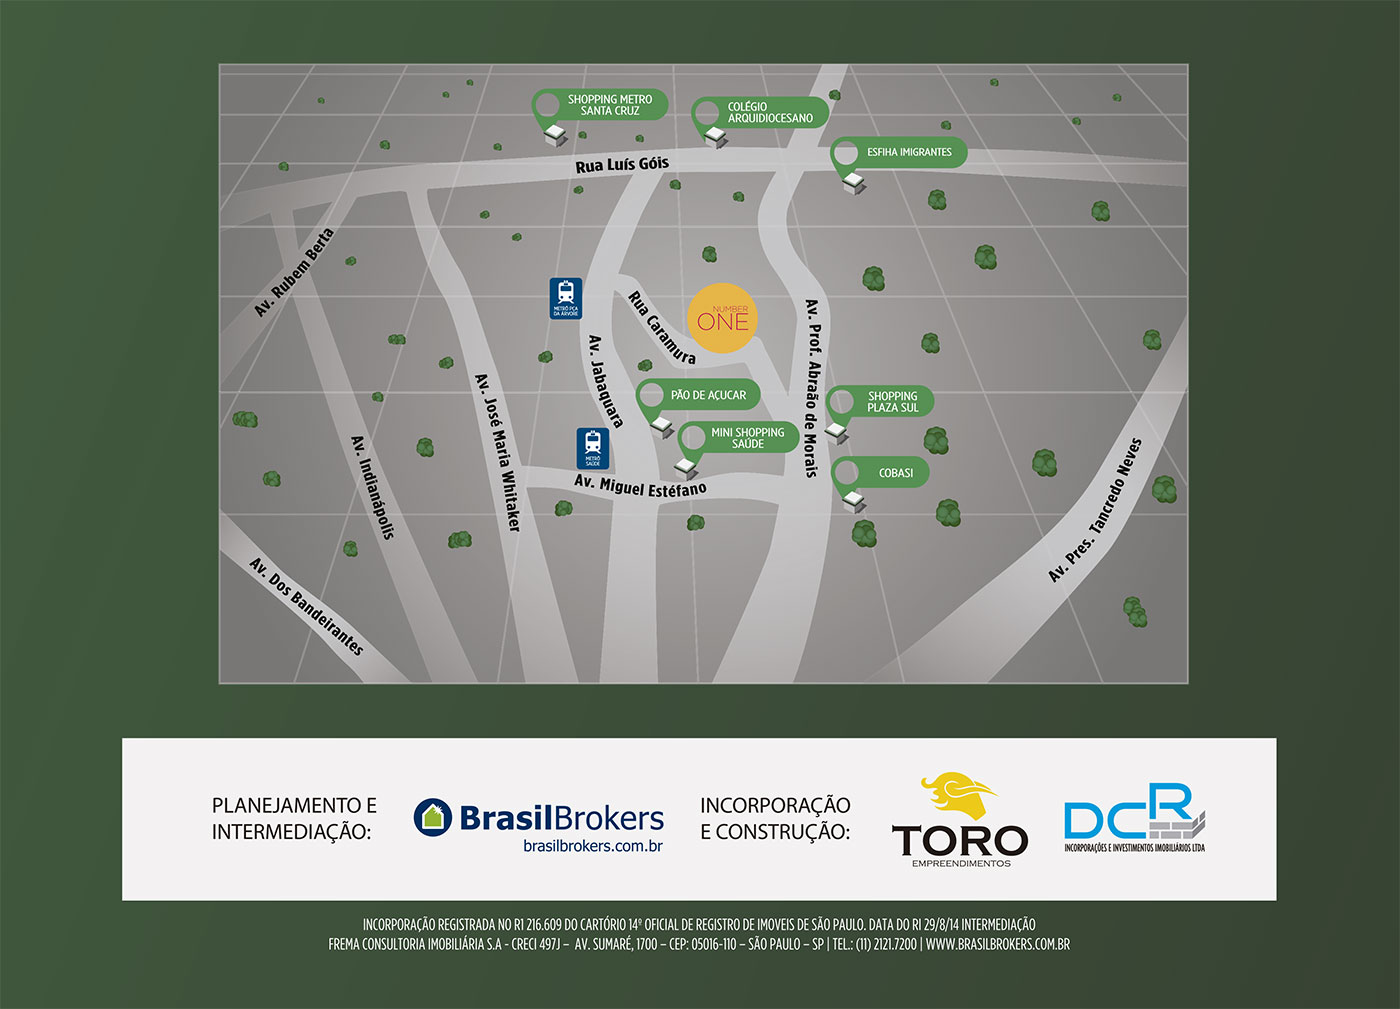 SHOPPING METRO
SANTA CRUZ
COLÉGIO
ARQUIDIOCESANO
ESFIHA IMIGRANTES
Rua Luís Góis
Av. Rubem Berta
METRÔ PÇA
DA ÁRVORE
Rua Caramura
NUMBER
ONE
Av. Jabaquara
Av. Prof. Abraão de Morais
Av. José Maria Whitaker
PÃO DE AÇUCAR
SHOPPING
PLAZA SUL
MINI SHOPPING
SAÚDE
METRÔ
SAÚDE
Av. Indianápolis
COBASI
Av. Miguel Estéfano
Av. Pres. Tancredo Neves
Av. Dos Bandeirantes
PLANEJAMENTO E
INTERMEDIAÇÃO:
BrasilBrokers
brasilbrokers.com.br
INCORPORAÇÃO
E CONSTRUÇÃO:
TORO
EMPREENDIMENTOS
DCR
INCORPORAÇÕES E INVESTIMENTOS IMOBILIÁRIOS LTDA
INCORPORAÇÃO REGISTRADA NO R1 216.609 DO CARTÓRIO 14º OFICIAL DE REGISTRO DE IMOVEIS DE SÃO PAULO. DATA DO RI 29/8/14 INTERMEDIAÇÃO
FREMA CONSULTORIA IMOBILIÁRIA S.A - CRECI 497J – AV. SUMARÉ, 1700 – CEP: 05016-110 – SÃO PAULO – SP | TEL.: (11) 2121.7200 | WWW.BRASILBROKERS.COM.BR